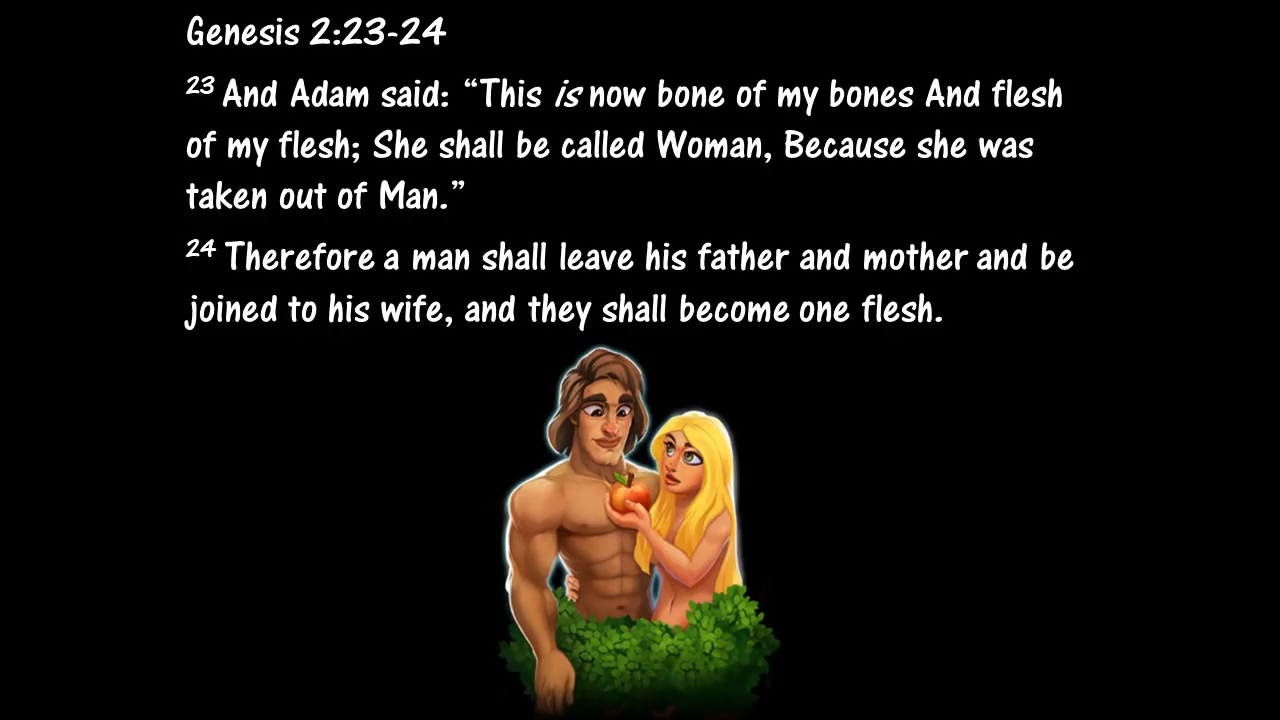 Genesis 2:23-24
23 And Adam said: “This is now bone of my bones And flesh
of my flesh; She shall be called Woman, Because she was
taken out of Man.”
24 Therefore a man shall leave his father and mother and be
joined to his wife, and they shall become one flesh.